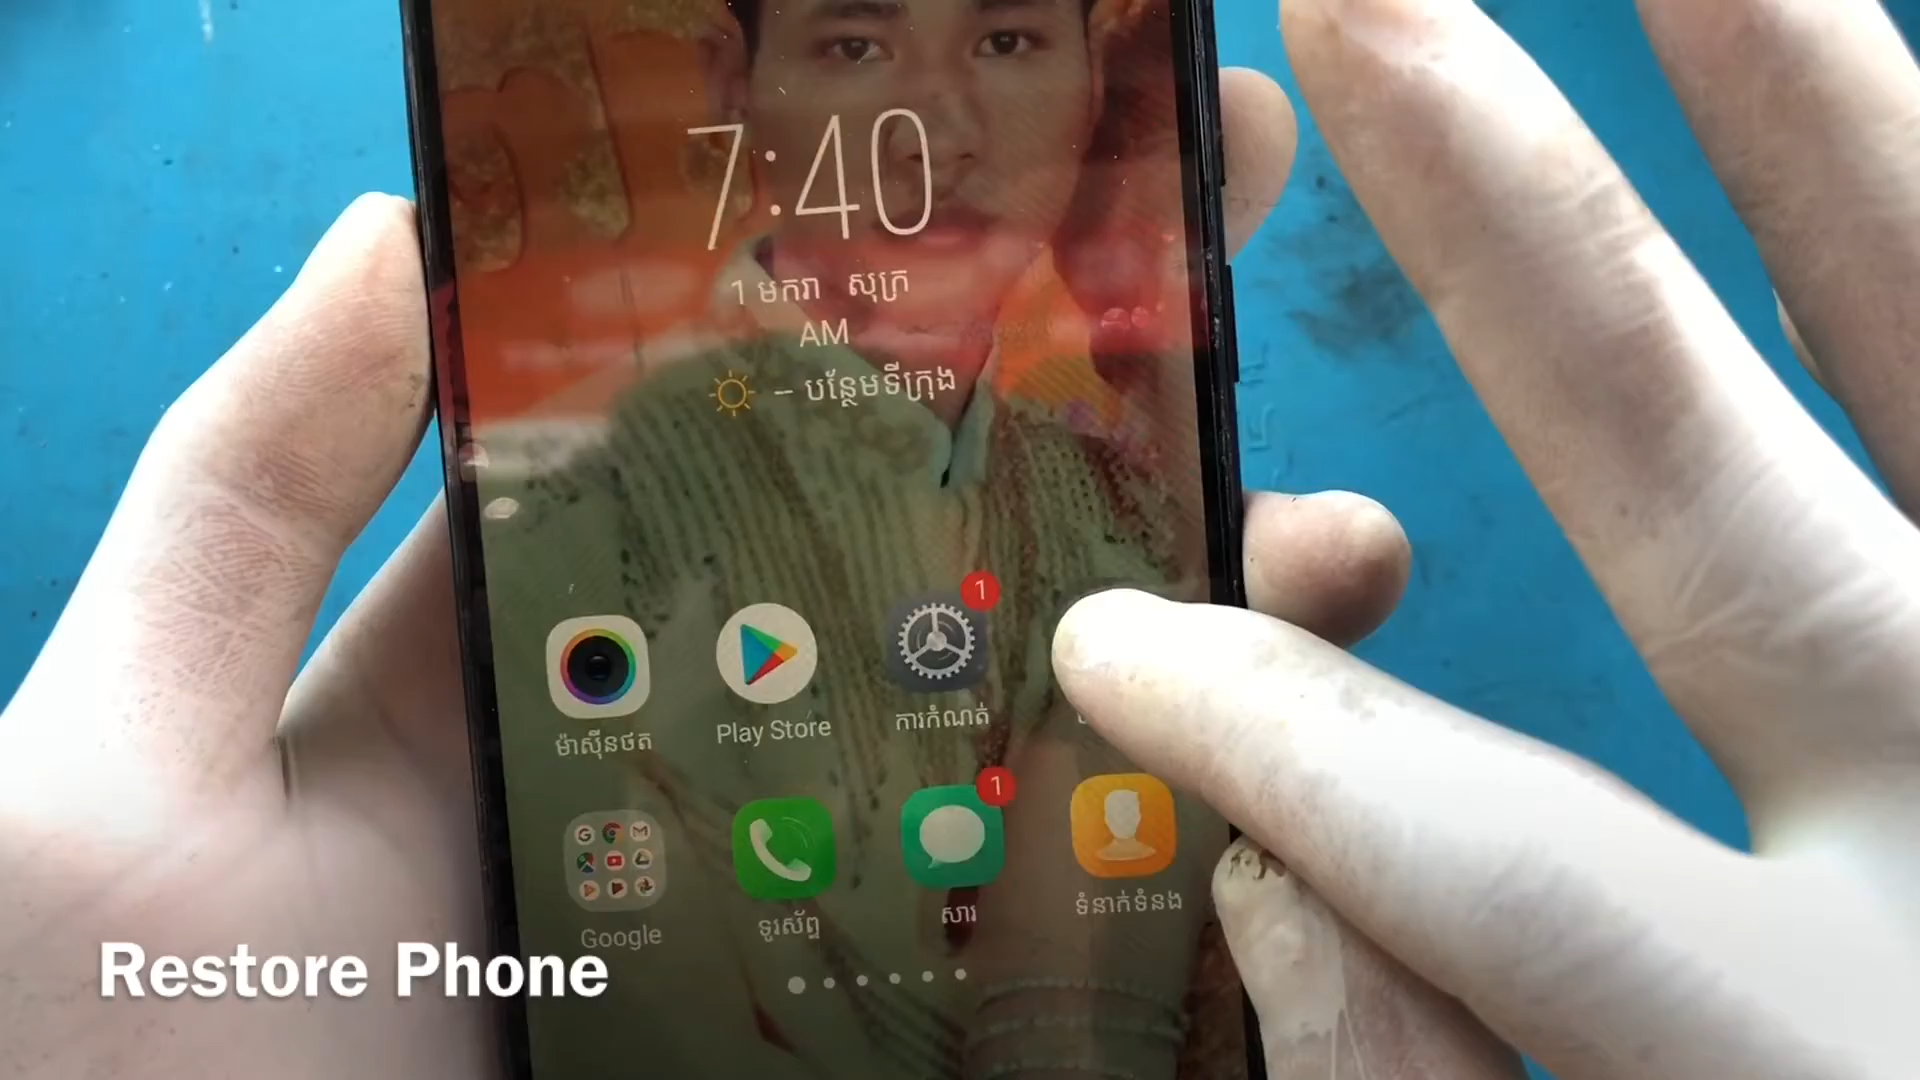 7:40
1 មករា សុក្រ
AM
– បន្ថែមទីក្រុង
1
ម៉ាស៊ីនថត
Play Store
ការកំណត់
1
Google
ទូរស័ព្ទ
សារ
ទំនាក់ទំនង
Restore Phone